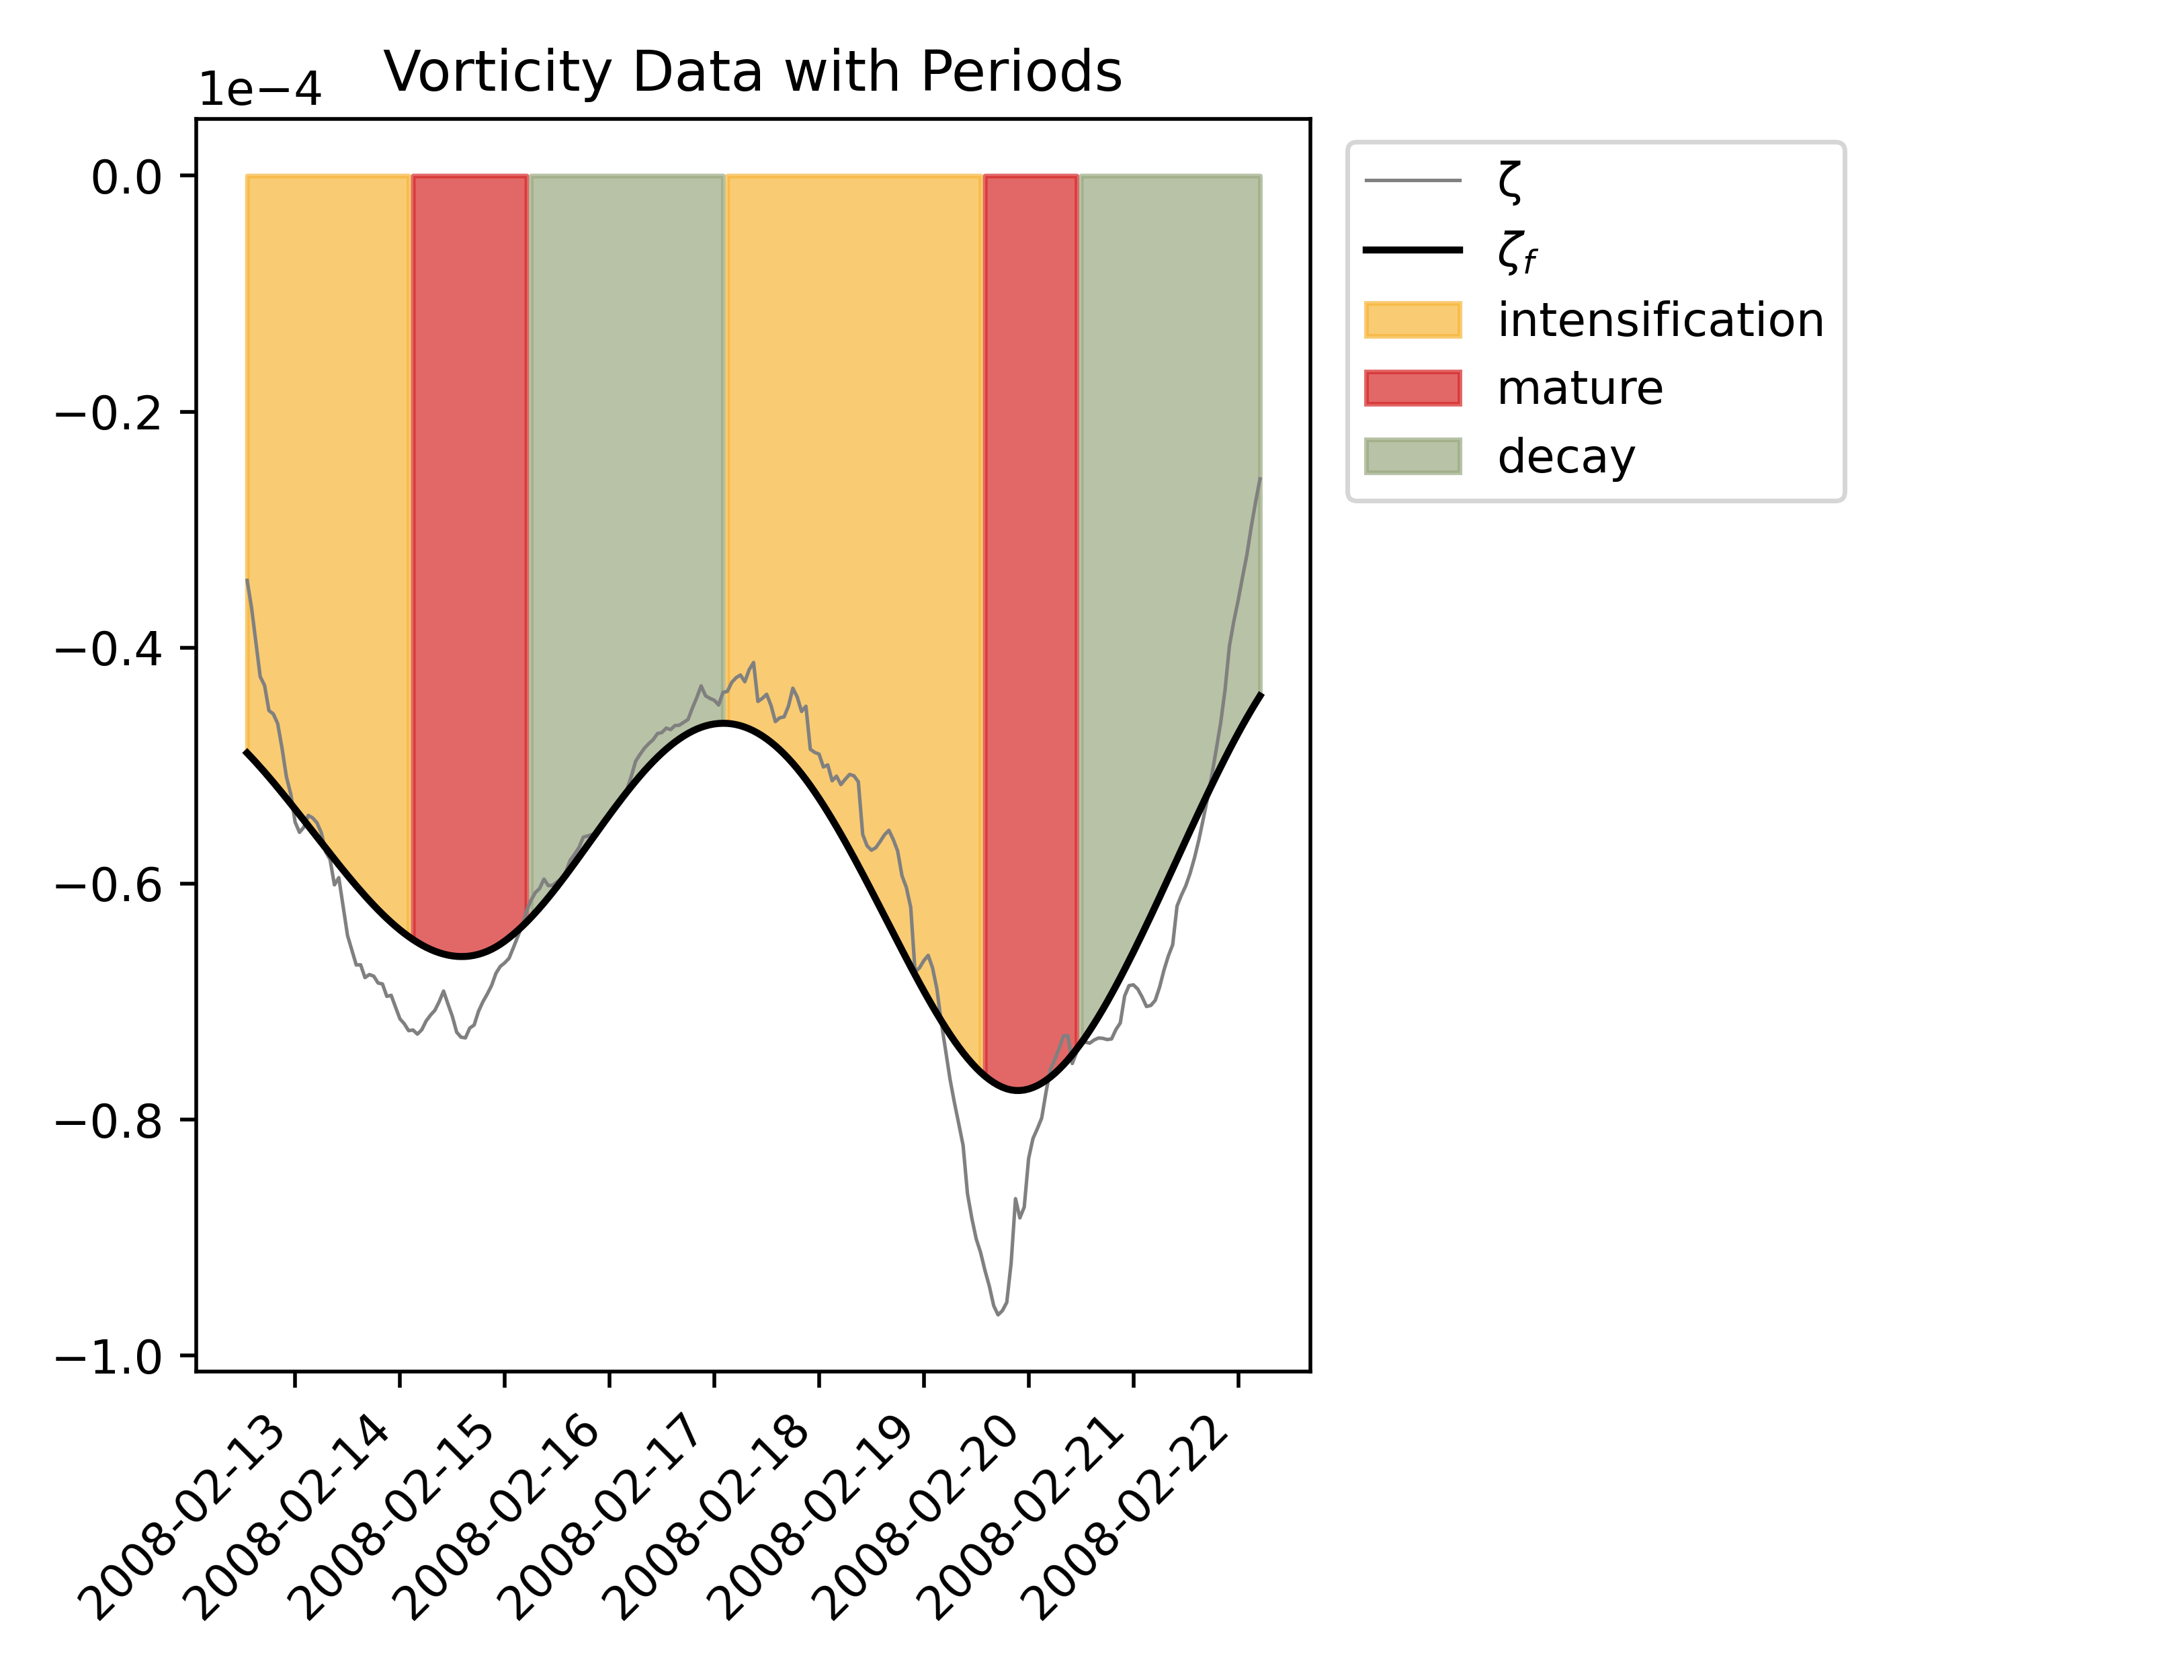 Vorticity Data with Periods
1e−4
0.0
−0.2
−0.4
−0.6
−0.8
−1.0
2008-02-13
2008-02-14
2008-02-15
2008-02-16
2008-02-17
2008-02-18
2008-02-19
2008-02-20
2008-02-21
2008-02-22
ζ
ζf
intensification
mature
decay